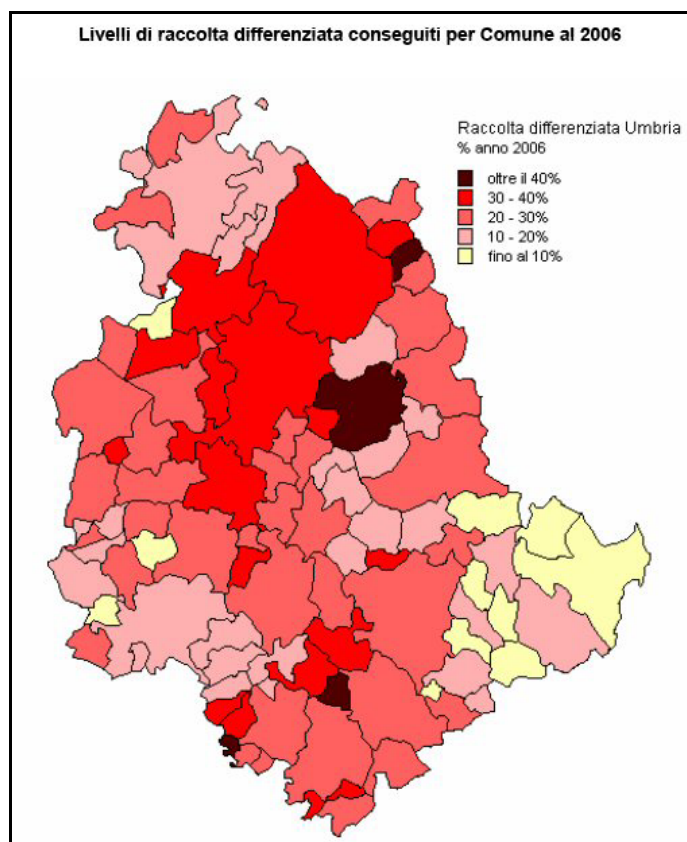 Livelli di raccolta differenziata conseguiti per Comune al 2006
Raccolta differenziata Umbria
% anno 2006
oltre il 40%
30 - 40%
20 - 30%
10 - 20%
fino al 10%